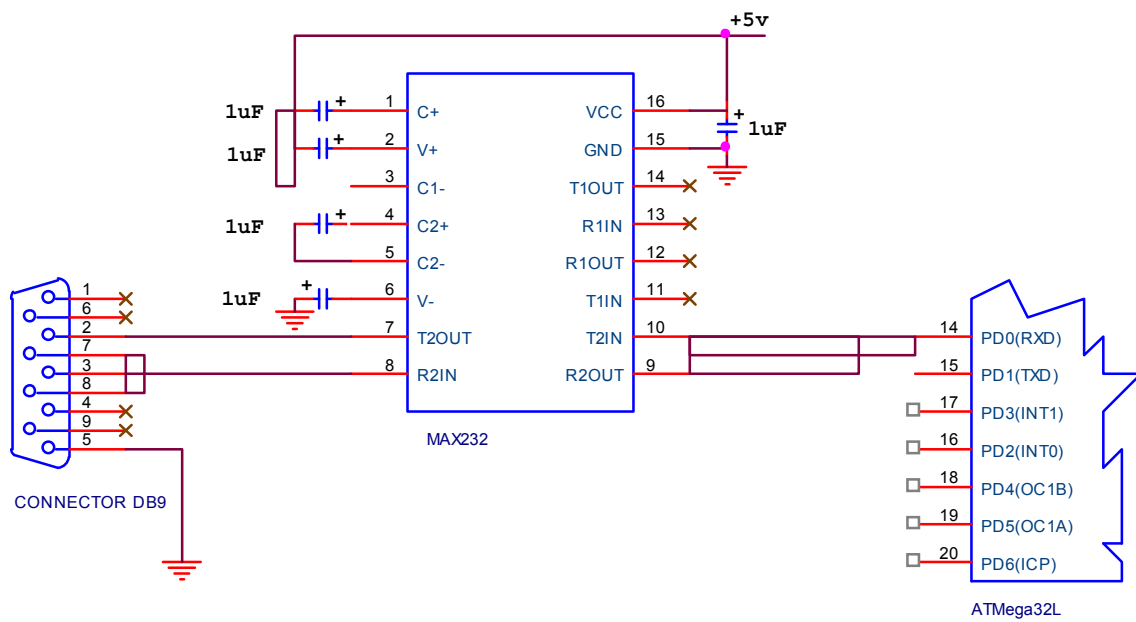 +5v
1uF + 1 C+
1uF + 2 V+
3 C1-
1uF + 4 C2+
5 C2-
1uF + 6 V-
7 T2OUT
8 R2IN
VCC 16
GND 15
+ 1uF
T1OUT 14
R1IN 13
R1OUT 12
T1IN 11
T2IN 10
R2OUT 9
MAX232
1
6
2
7
3
8
4
9
5
CONNECTOR DB9
14 PD0(RXD)
15 PD1(TXD)
17 PD3(INT1)
16 PD2(INT0)
18 PD4(OC1B)
19 PD5(OC1A)
20 PD6(ICP)
ATMega32L